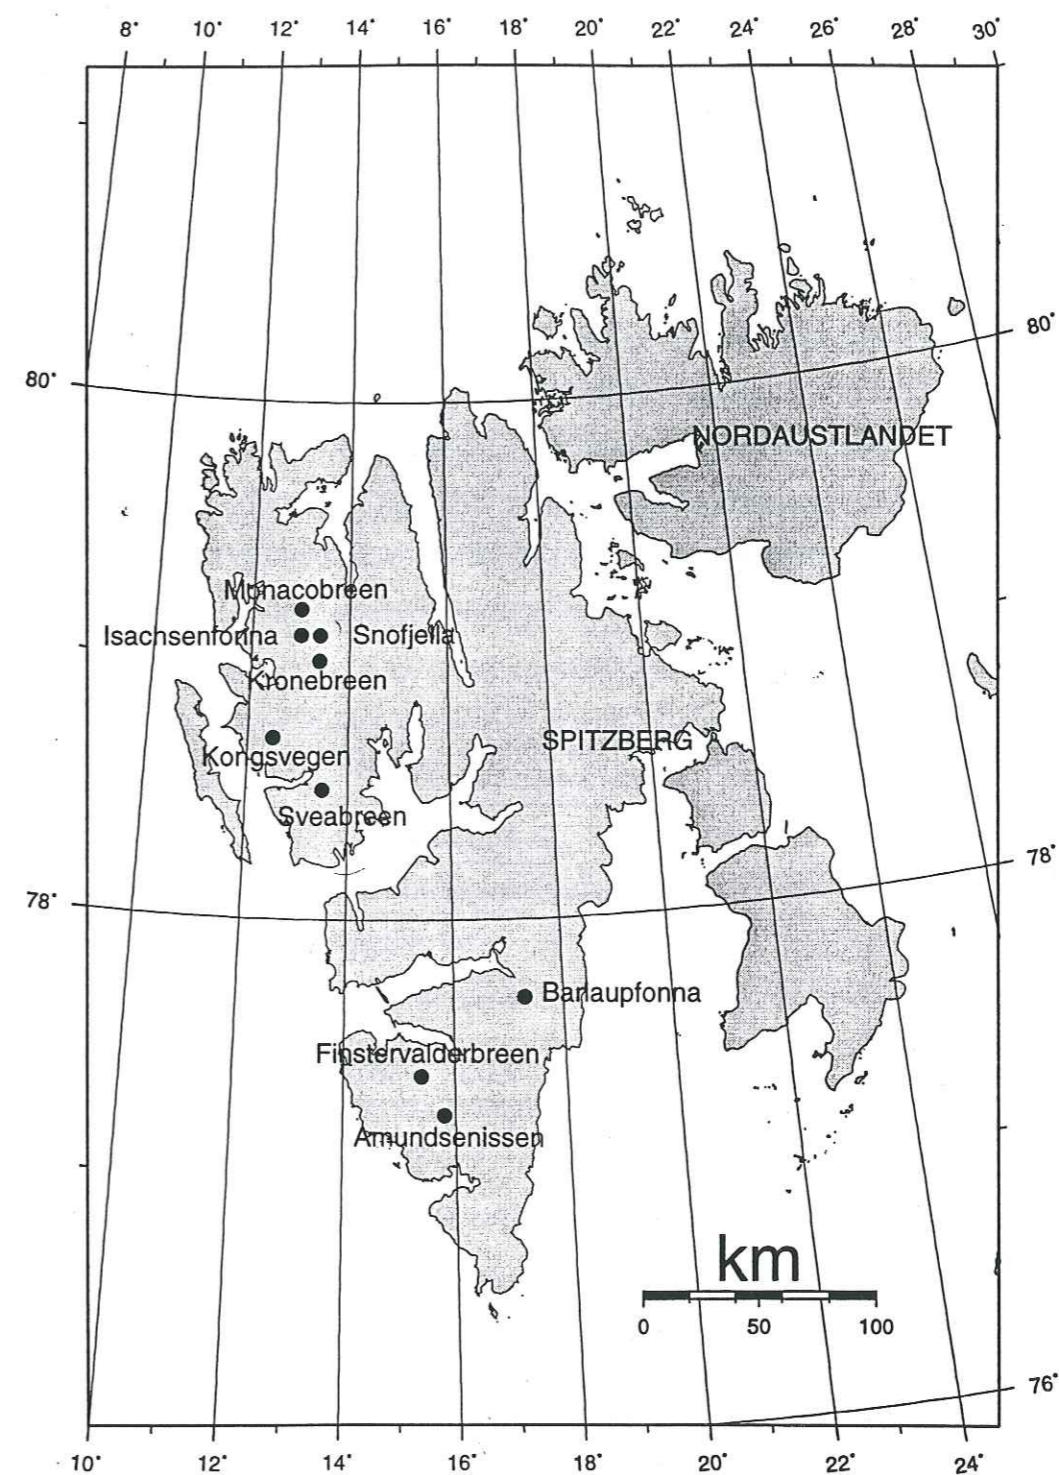 8° 10° 12° 14° 16° 18° 20° 22° 24° 26° 28° 30°
80°
80°
NORDAUSTLANDET
Monacobreen
Isachsenfonna Snofjella
Kronebreen
SPITZBERG
Kongsvegen
Sveabreen
78°
78°
Barlaupfonna
Finstervalderbreen
Amundsenissen
km
0 50 100
76°
10° 12° 14° 16° 18° 20° 22° 24°